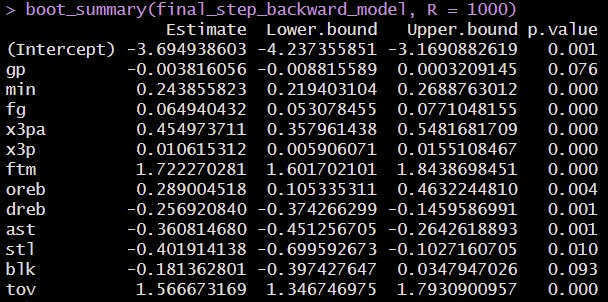 > boot_summary(final_step_backward_model, R = 1000)
Estimate Lower.bound Upper.bound p.value
(Intercept) -3.694938603 -4.237355851 -3.1690882619 0.001
gp -0.003816056 -0.008815589 0.0003209145 0.076
min 0.243855823 0.219403104 0.2688763012 0.000
fg 0.064940432 0.053078455 0.0771048155 0.000
x3pa 0.454973711 0.357961438 0.5481681709 0.000
x3p 0.010615312 0.005906071 0.0155108467 0.000
ftm 1.722270281 1.601702101 1.8438698451 0.000
oreb 0.289004518 0.105335311 0.4632244810 0.004
dreb -0.256920840 -0.374266299 -0.1459586991 0.001
ast -0.360814680 -0.451256705 -0.2642618893 0.001
stl -0.401914138 -0.699592673 -0.1027160705 0.010
blk -0.181362801 -0.397427647 0.0347947026 0.093
tov 1.566673169 1.346746975 1.7930900957 0.000